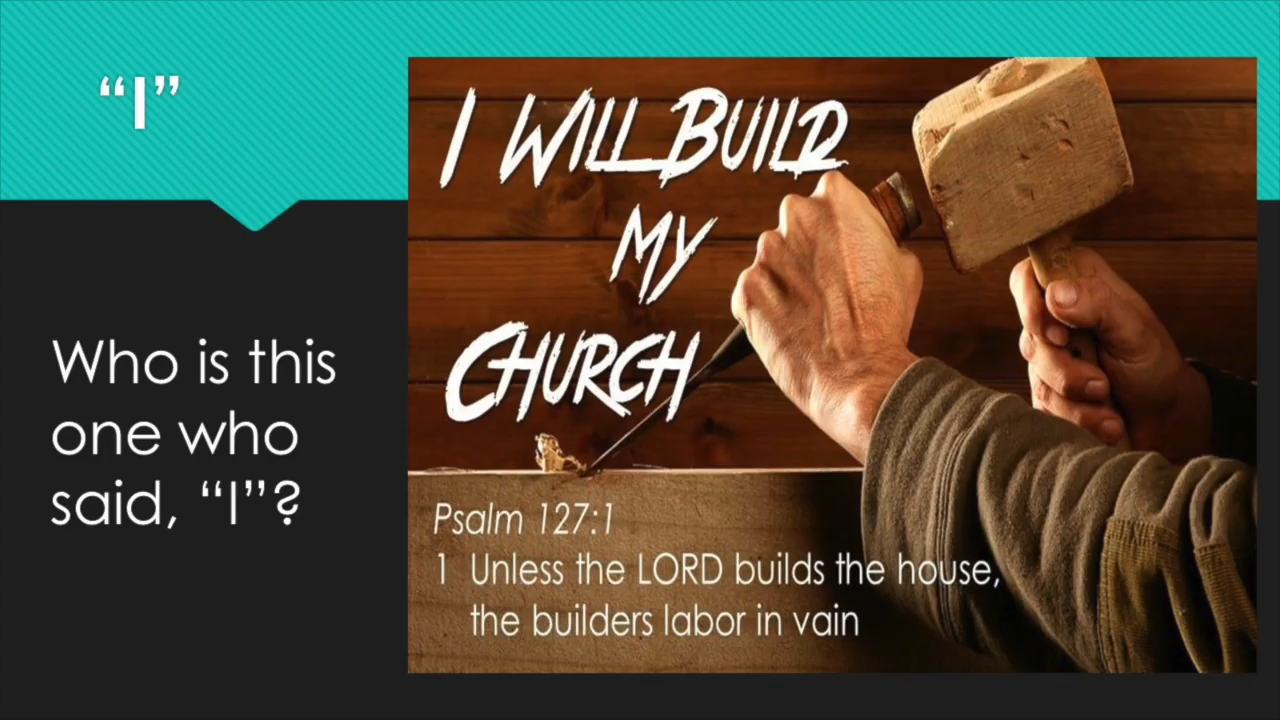 “I”
Who is this
one who
said, “I”?
I WILL BUILD
MY
CHURCH
Psalm 127:1
1 Unless the LORD builds the house,
the builders labor in vain